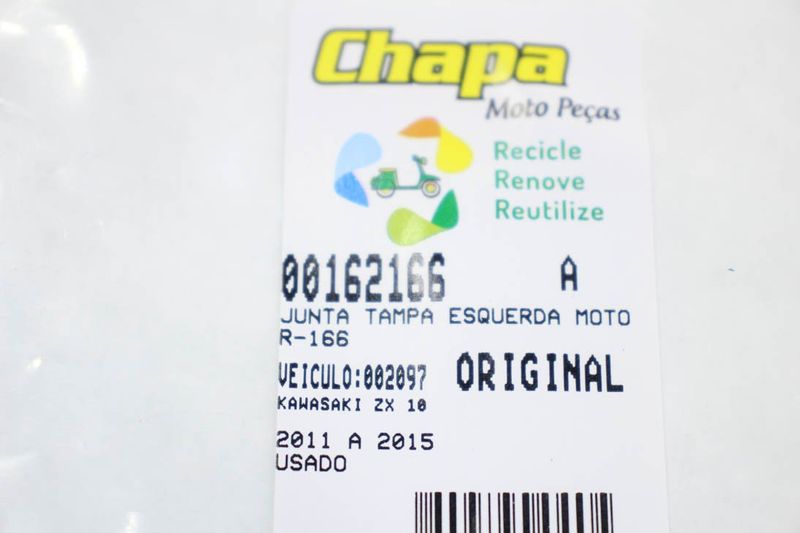 Chapa
Moto Peças
Recicle
Renove
Reutilize
00162166 A
JUNTA TAMPA ESQUERDA MOTO
R-166
VEICULO:002097 ORIGINAL
KAWASAKI ZX 10
2011 A 2015
USADO